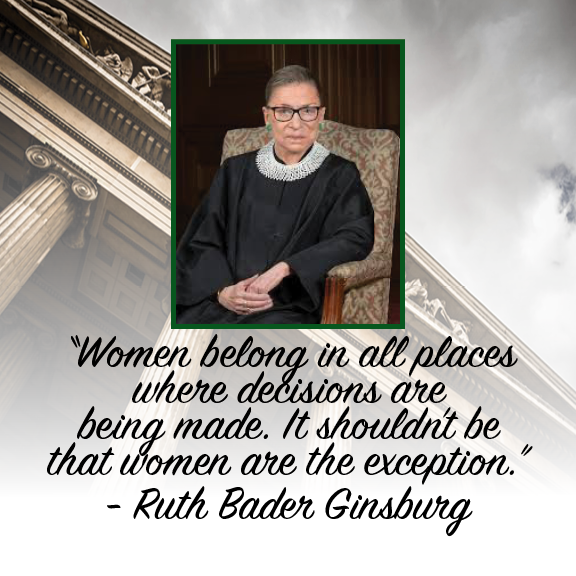 “Women belong in all places
where decisions are
being made. It shouldn't be
that women are the exception.”
- Ruth Bader Ginsburg